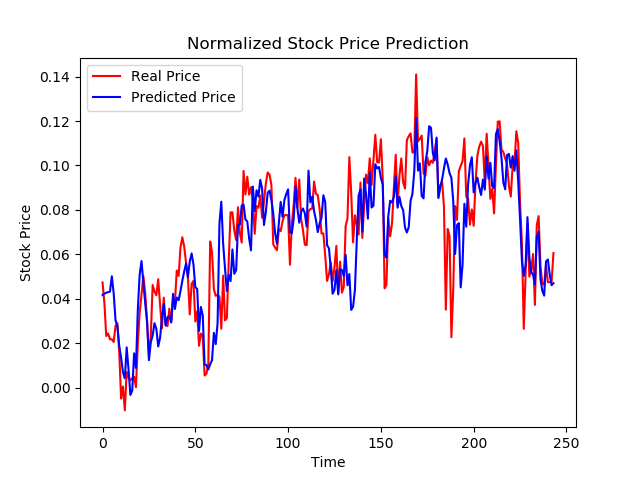 Normalized Stock Price Prediction
Real Price
Predicted Price
0.14
0.12
0.10
0.08
0.06
0.04
0.02
0.00
Stock Price
0
50
100
150
200
250
Time